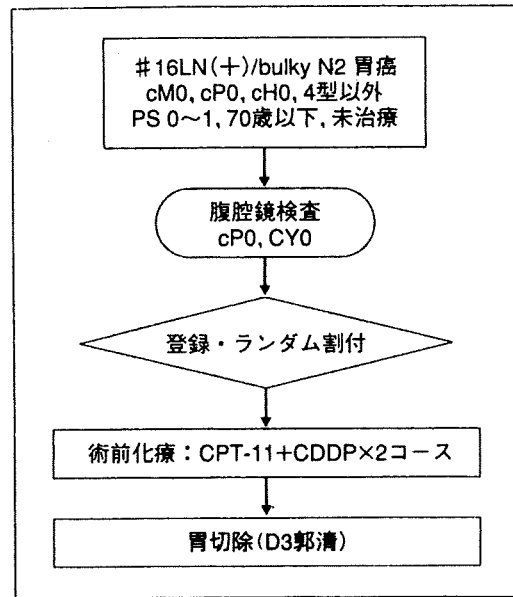 #16LN(+)/bulky N2 胃癌
cM0, cP0, cH0, 4型以外
PS 0〜1, 70歳以下, 未治療
腹腔鏡検査
cP0, CY0
登録・ランダム割付
術前化療：CPT-11+CDDP×2コース
胃切除(D3郭清)